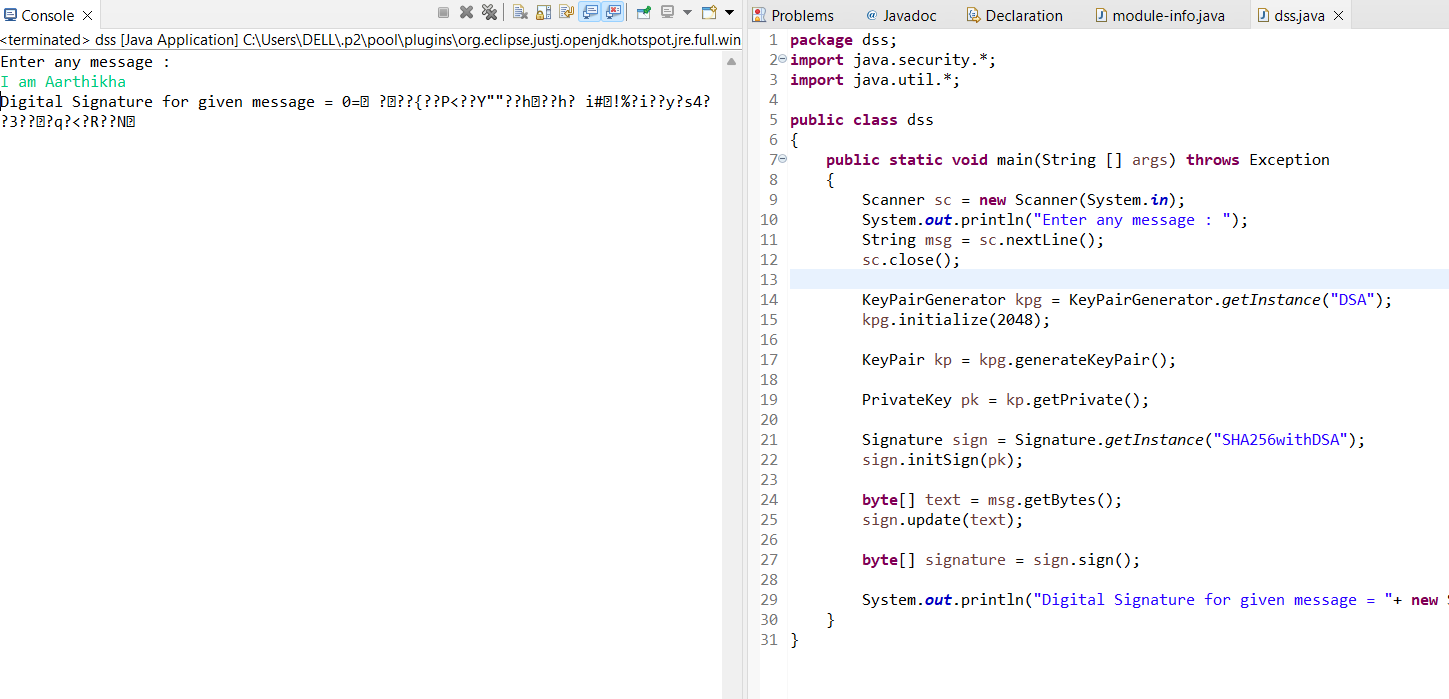 Console
<terminated> dss [Java Application] C:\Users\DELL\.p2\pool\plugins\org.eclipse.justj.openjdk.hotspot.jre.full.win
Enter any message :
I am Aarthikha
Digital Signature for given message = 0=� ?�??{??P<??Y""??h�??h? i#�!%?i??y?s4?
?3??�?q?<?R??N�
Problems
@ Javadoc
Declaration
module-info.java
dss.java
1 package dss;
2 import java.security.*;
3 import java.util.*;
4
5 public class dss
6 {
7 public static void main(String [] args) throws Exception
8 {
9 Scanner sc = new Scanner(System.in);
10 System.out.println("Enter any message : ");
11 String msg = sc.nextLine();
12 sc.close();
13
14 KeyPairGenerator kpg = KeyPairGenerator.getInstance("DSA");
15 kpg.initialize(2048);
16
17 KeyPair kp = kpg.generateKeyPair();
18
19 PrivateKey pk = kp.getPrivate();
20
21 Signature sign = Signature.getInstance("SHA256withDSA");
22 sign.initSign(pk);
23
24 byte[] text = msg.getBytes();
25 sign.update(text);
26
27 byte[] signature = sign.sign();
28
29 System.out.println("Digital Signature for given message = "+ new
30 }
31 }